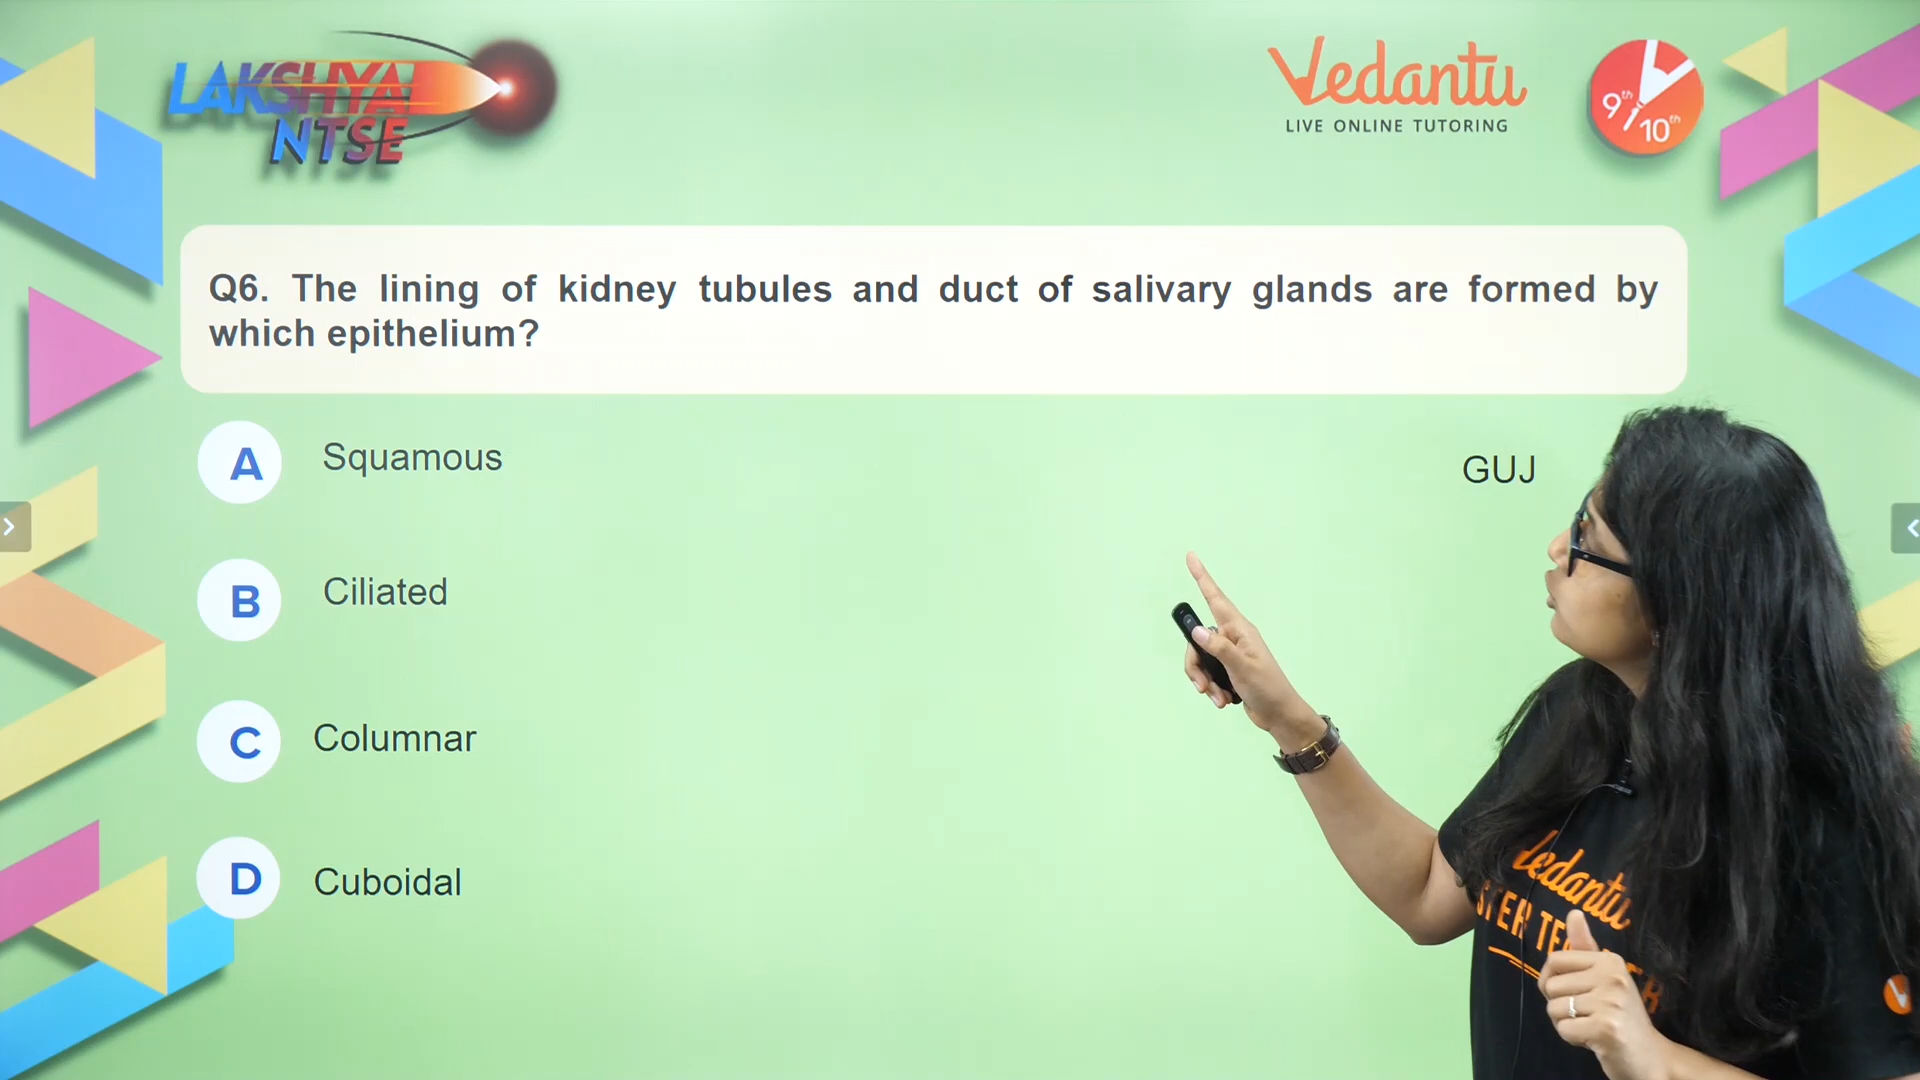 LAKSHYA
NTSE
Vedantu
LIVE ONLINE TUTORING
9th
10th
Q6. The lining of kidney tubules and duct of salivary glands are formed by
which epithelium?
A Squamous
GUJ
B Ciliated
C Columnar
D Cuboidal
Vedantu